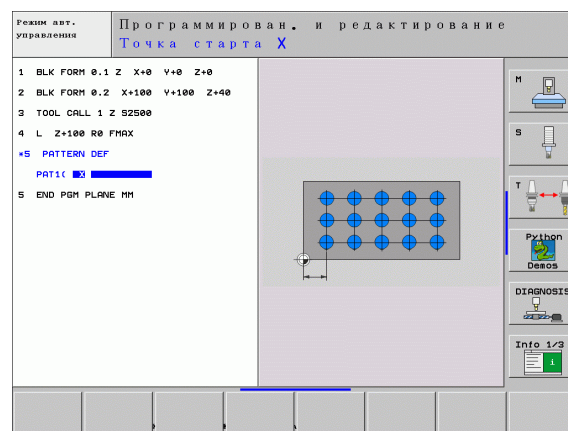 Режим авт.
управления
Программирован. и редактирование
Точка старта X
1 BLK FORM 0.1 Z X+0 Y+0 Z+0
2 BLK FORM 0.2 X+100 Y+100 Z+40
3 TOOL CALL 1 Z S2500
4 L Z+100 R0 FMAX
*5 PATTERN DEF
PAT1( X
5 END PGM PLANE MM
M
S
T
Python
Demos
DIAGNOSIS
Info 1/3
i